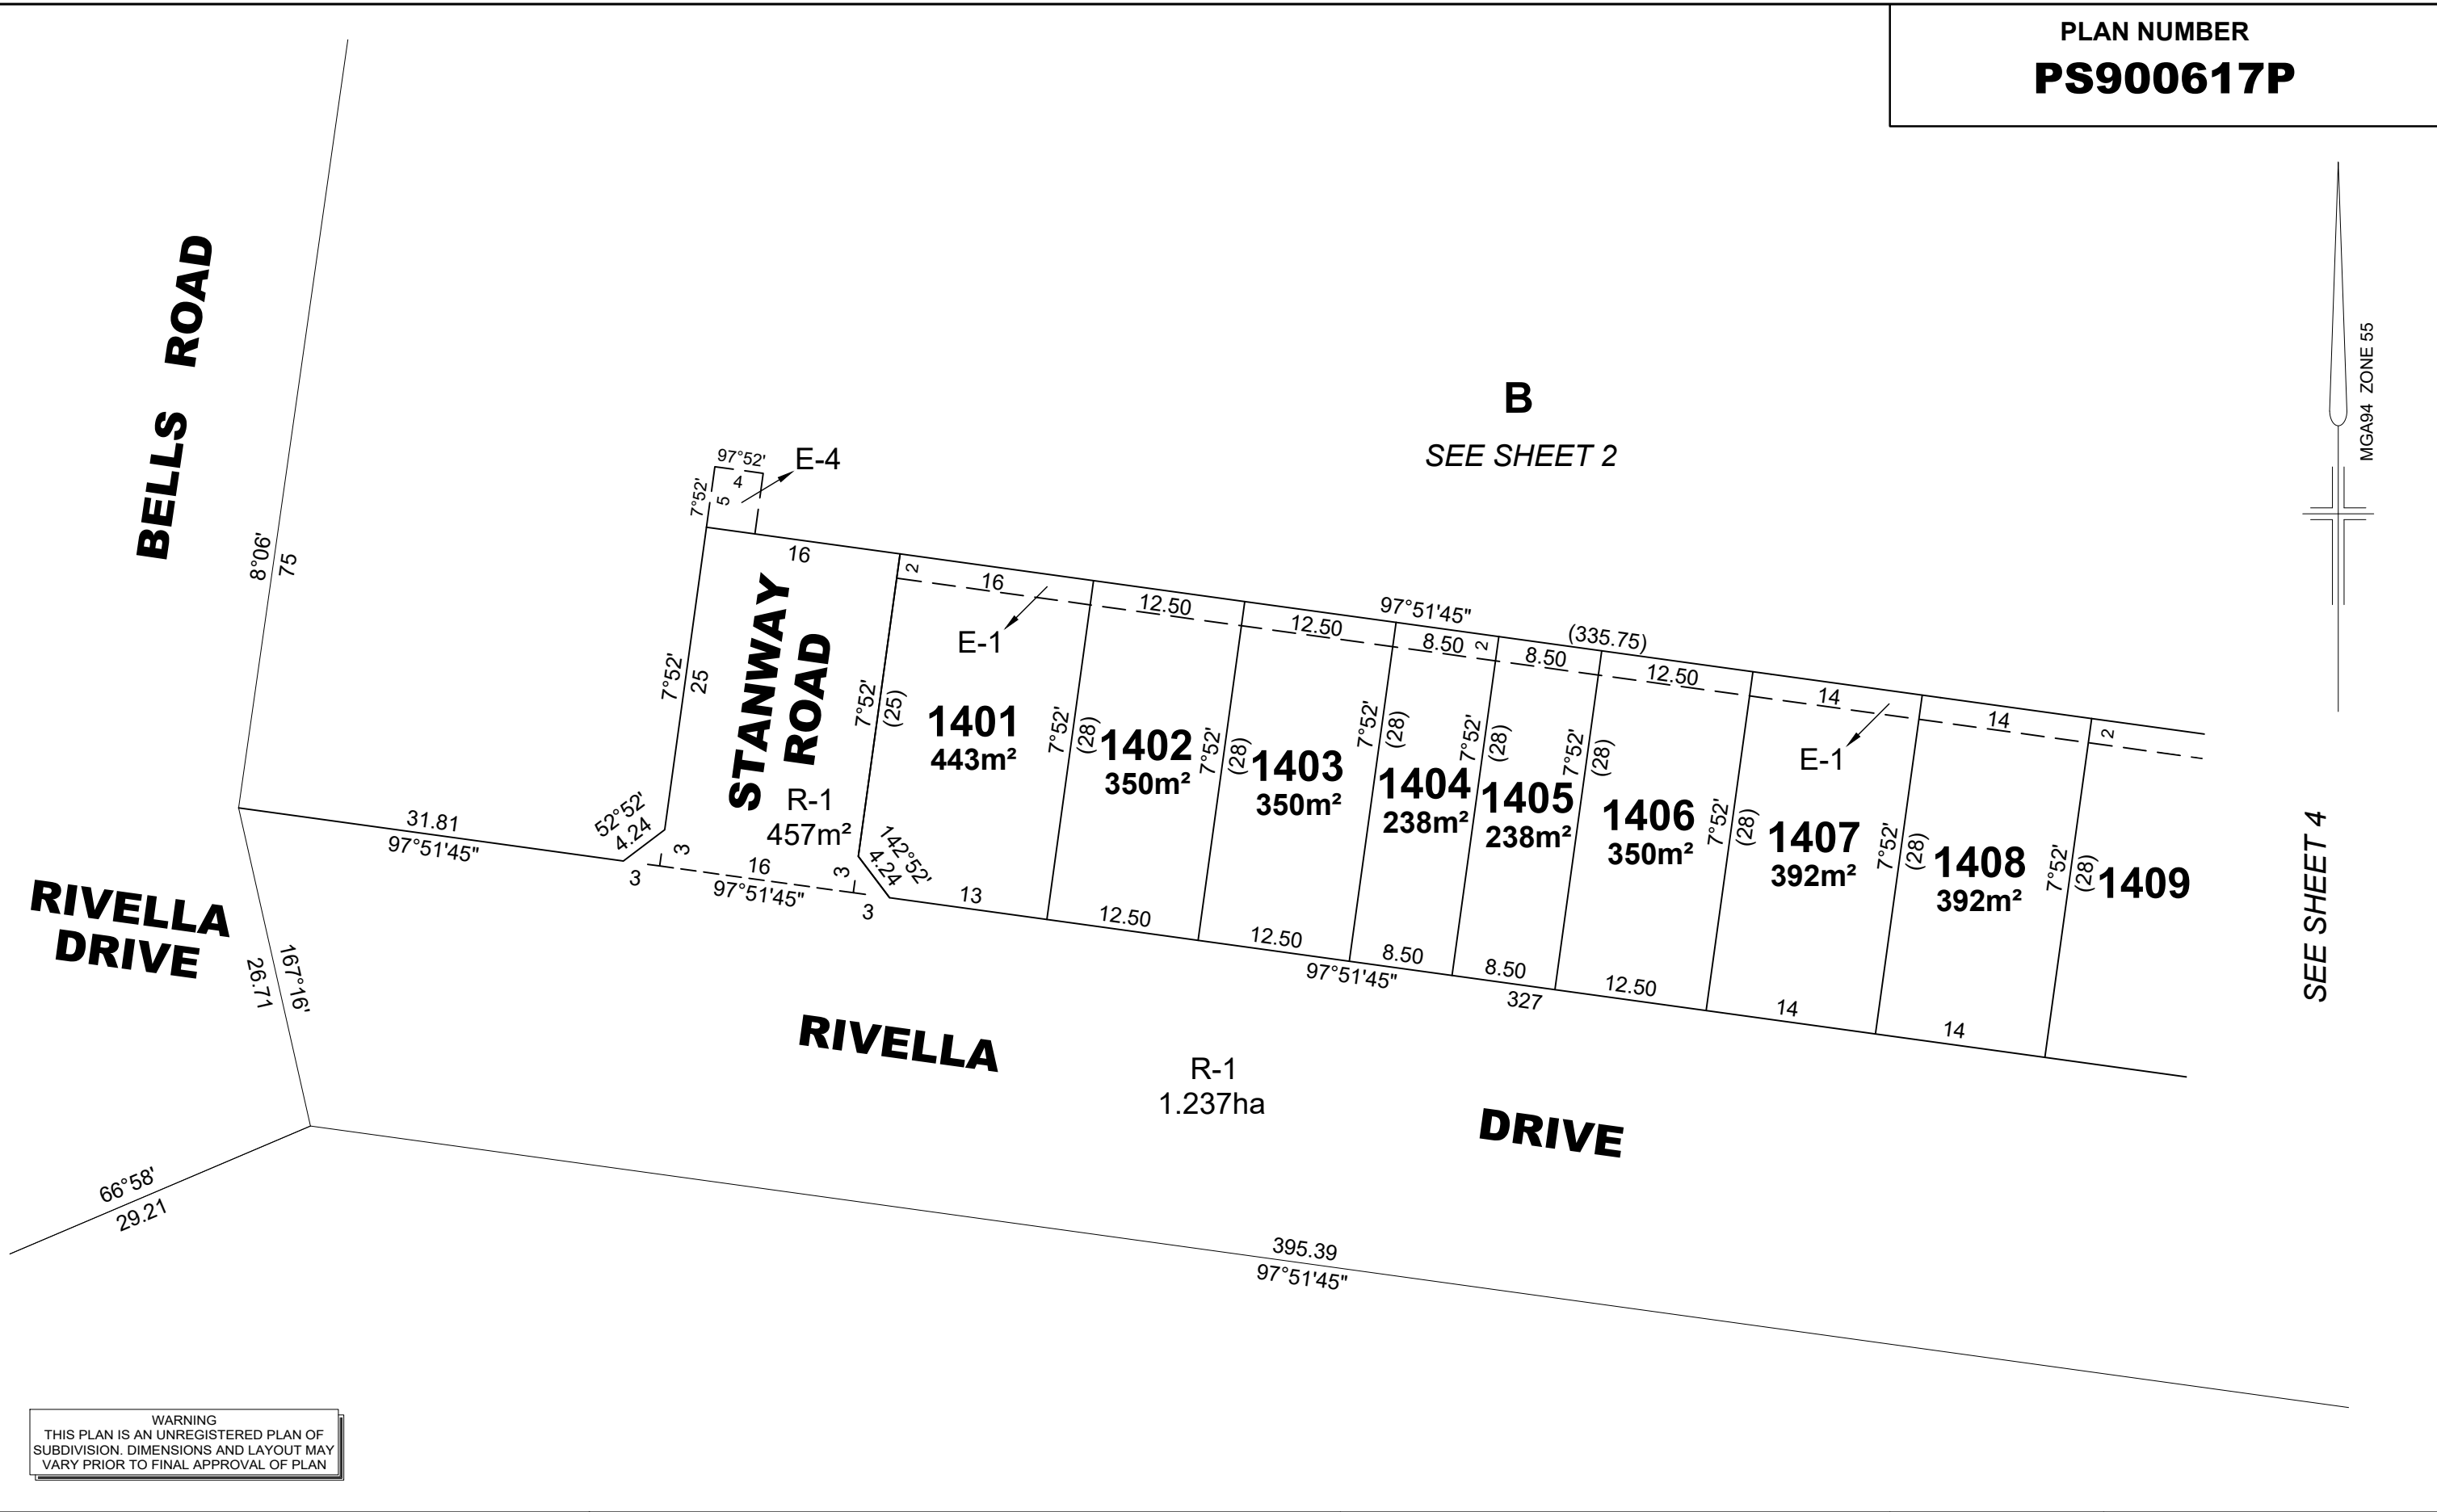 PLAN NUMBER
PS900617P
MGA94 ZONE 55
BELLS ROAD
8°06'
75
B
SEE SHEET 2
97°52'
4
7°52'
5
E-4
16
7°52'
25
STANWAY
ROAD
R-1
457m²
7°52'
(25)
2
16
E-1
12.50
12.50
97°51'45"
8.50
2
(335.75)
8.50
12.50
14
E-1
14
2
1401
443m²
7°52'
(28)
1402
350m²
7°52'
(28)
1403
350m²
7°52'
(28)
1404
238m²
7°52'
(28)
1405
238m²
7°52'
(28)
1406
350m²
7°52'
(28)
1407
392m²
7°52'
(28)
1408
392m²
7°52'
(28)
1409
SEE SHEET 4
31.81
97°51'45"
52°52'
4.24
3
3
16
97°51'45"
3
3
142°52'
4.24
13
12.50
12.50
97°51'45"
8.50
8.50
327
12.50
14
14
RIVELLA
DRIVE
167°16'
26.71
RIVELLA
R-1
1.237ha
DRIVE
66°58'
29.21
395.39
97°51'45"
WARNING
THIS PLAN IS AN UNREGISTERED PLAN OF
SUBDIVISION. DIMENSIONS AND LAYOUT MAY
VARY PRIOR TO FINAL APPROVAL OF PLAN